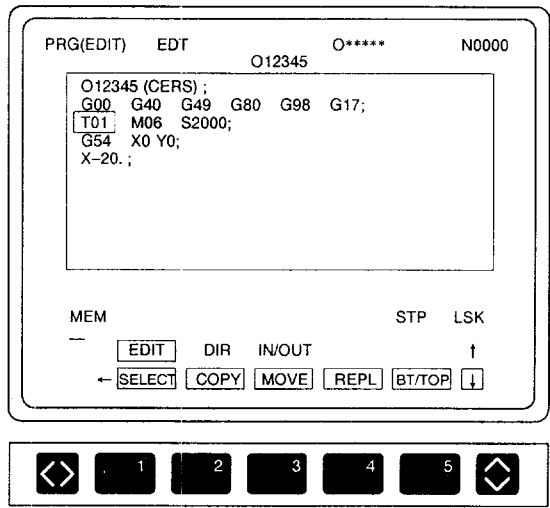 PRG(EDIT) EDT O***** N0000
O12345
O12345 (CERS) ;
G00 G40 G49 G80 G98 G17;
T01 M06 S2000;
G54 X0 Y0;
X–20. ;
MEM STP LSK
EDIT DIR IN/OUT ↑
← SELECT COPY MOVE REPL BT/TOP ↓
1 2 3 4 5